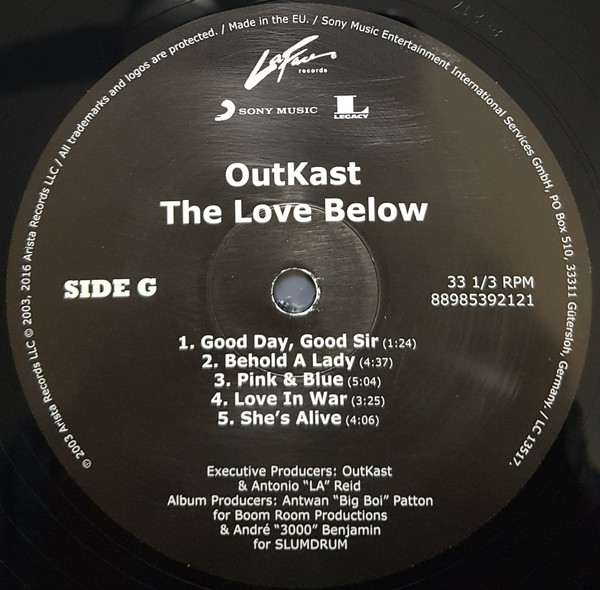 LaFace
records
SONY MUSIC
L
LEGACY
OutKast
The Love Below
SIDE G
33 1/3 RPM
88985392121
1. Good Day, Good Sir (1:24)
2. Behold A Lady (4:37)
3. Pink & Blue (5:04)
4. Love In War (3:25)
5. She's Alive (4:06)
Executive Producers: OutKast
& Antonio "LA" Reid
Album Producers: Antwan "Big Boi" Patton
for Boom Room Productions
& André "3000" Benjamin
for SLUMDRUM
℗ 2003 Arista Records LLC © 2003, 2016 Arista Records LLC / All trademarks and logos are protected. / Made in the EU. / Sony Music Entertainment International Services GmbH, PO Box 510, 33311 Gütersloh, Germany. / LC 13517.